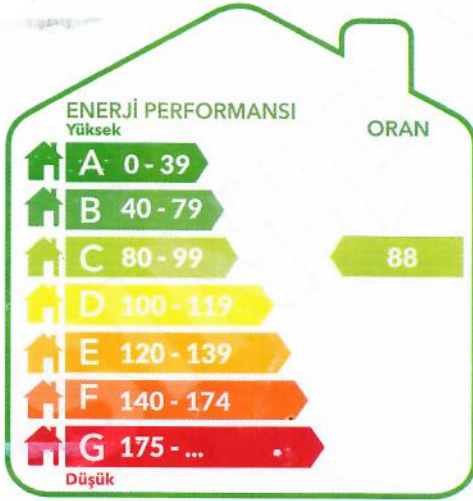 ENERJİ PERFORMANSI
Yüksek
ORAN
A 0 - 39
B 40 - 79
C 80 - 99
88
D 100 - 119
E 120 - 139
F 140 - 174
G 175 - ...
Düşük